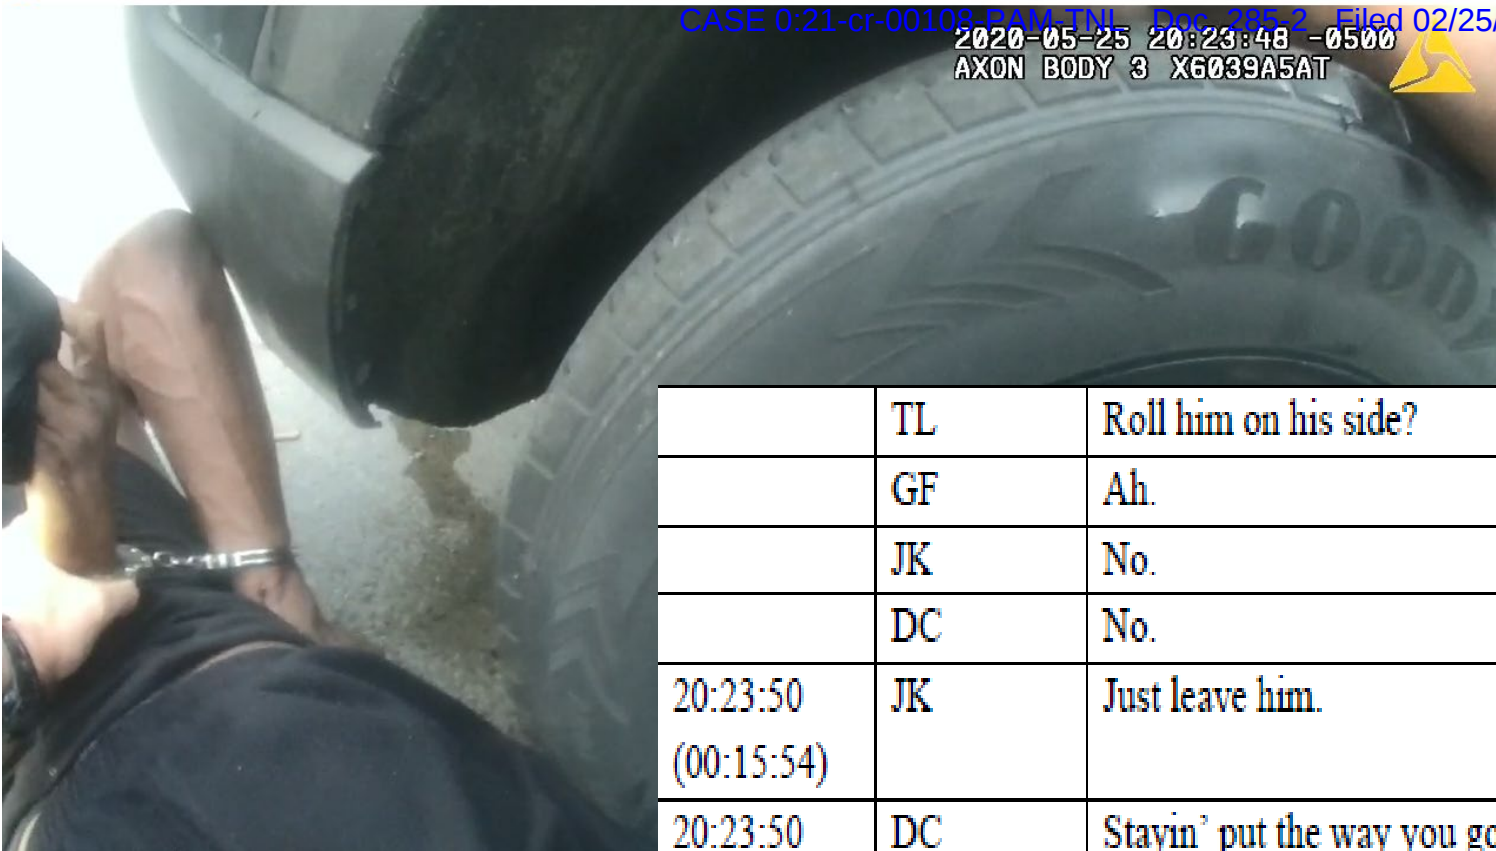 CASE 0:21-cr-00108-PAM-TNL Doc. 285-2 Filed 02/25/
2020-05-25 20:23:48 -0500
AXON BODY 3 X6039A5AT
GOOD
TL Roll him on his side?
GF Ah.
JK No.
DC No.
20:23:50 JK Just leave him.
(00:15:54)
20:23:50 DC Stayin’ put the way you go